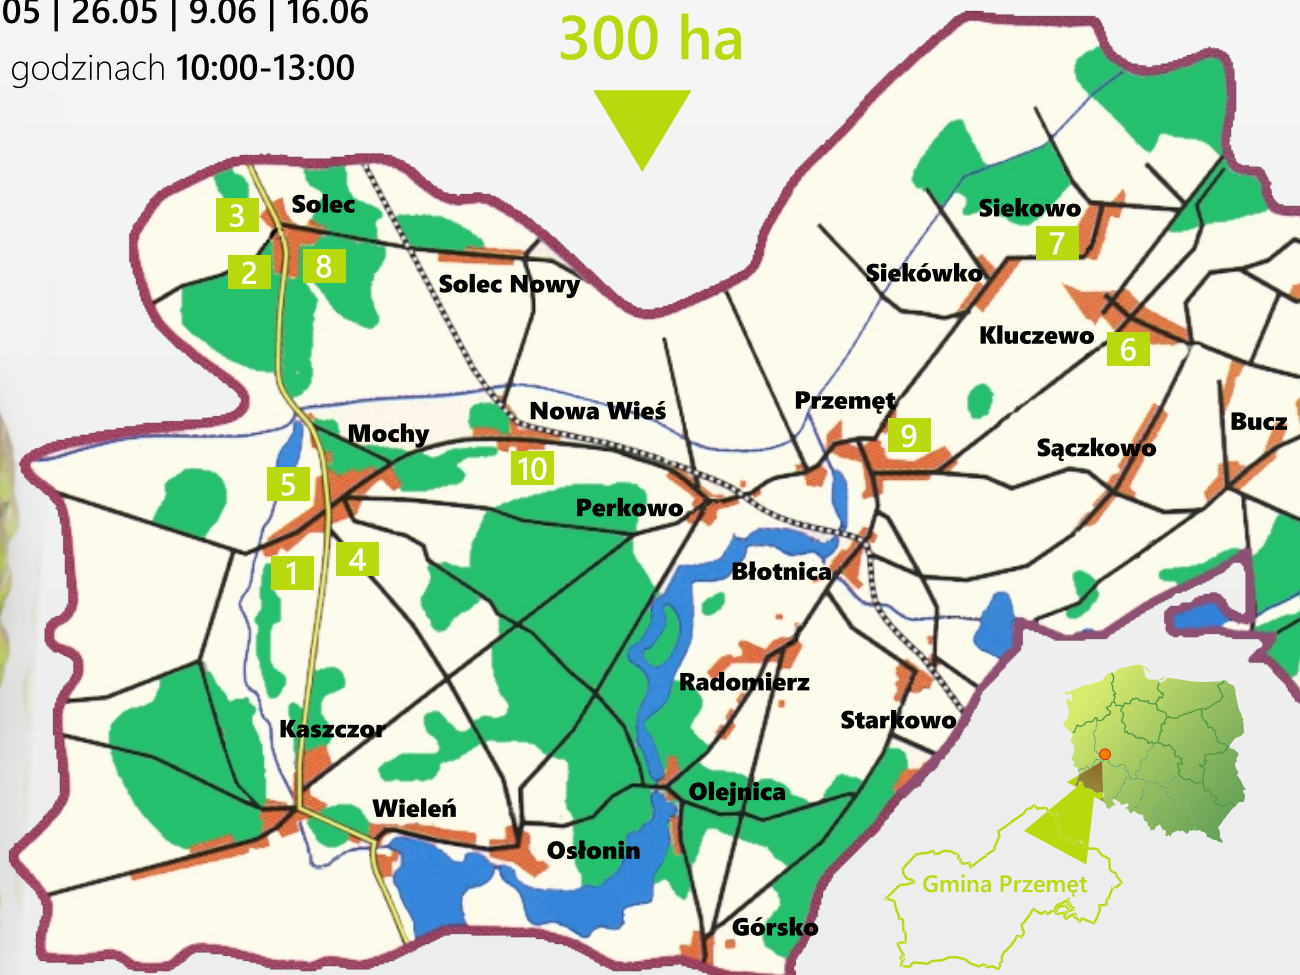 05 | 26.05 | 9.06 | 16.06
godzinach 10:00-13:00
300 ha
Solec
3
2
8
Solec Nowy
Siekowo
7
Siekówko
Kluczewo
6
Przemęt
9
Bucz
Sączkowo
Nowa Wieś
10
Mochy
5
1
4
Perkowo
Błotnica
Radomierz
Starkowo
Kaszczor
Wieleń
Olejnica
Osłonin
Górsko
Gmina Przemęt